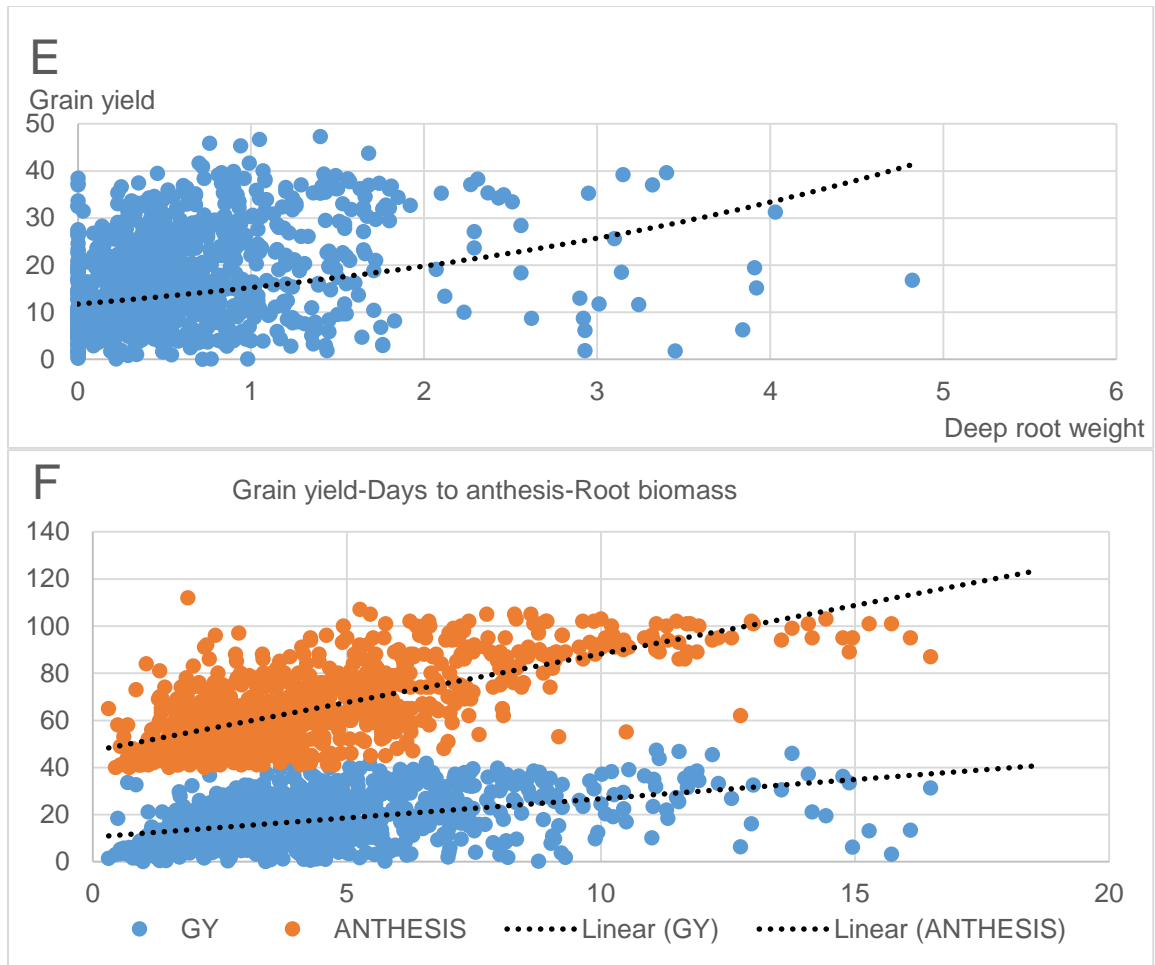 E
Grain yield
50
40
30
20
10
0
0 1 2 3 4 5 6
Deep root weight
F
Grain yield-Days to anthesis-Root biomass
140
120
100
80
60
40
20
0
0 5 10 15 20
GY ANTHESIS Linear (GY) Linear (ANTHESIS)